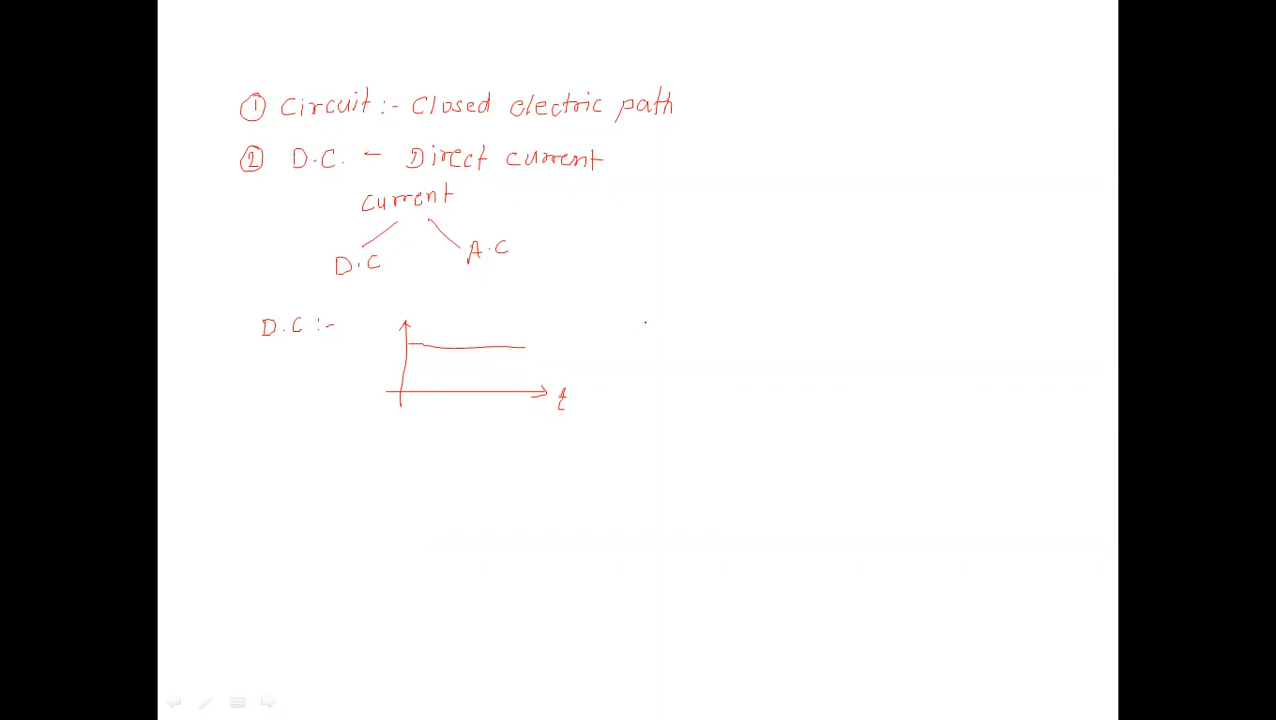 ① Circuit :- Closed electric path
② D.C. - Direct current
Current
D.C A.C
D.C :-
t